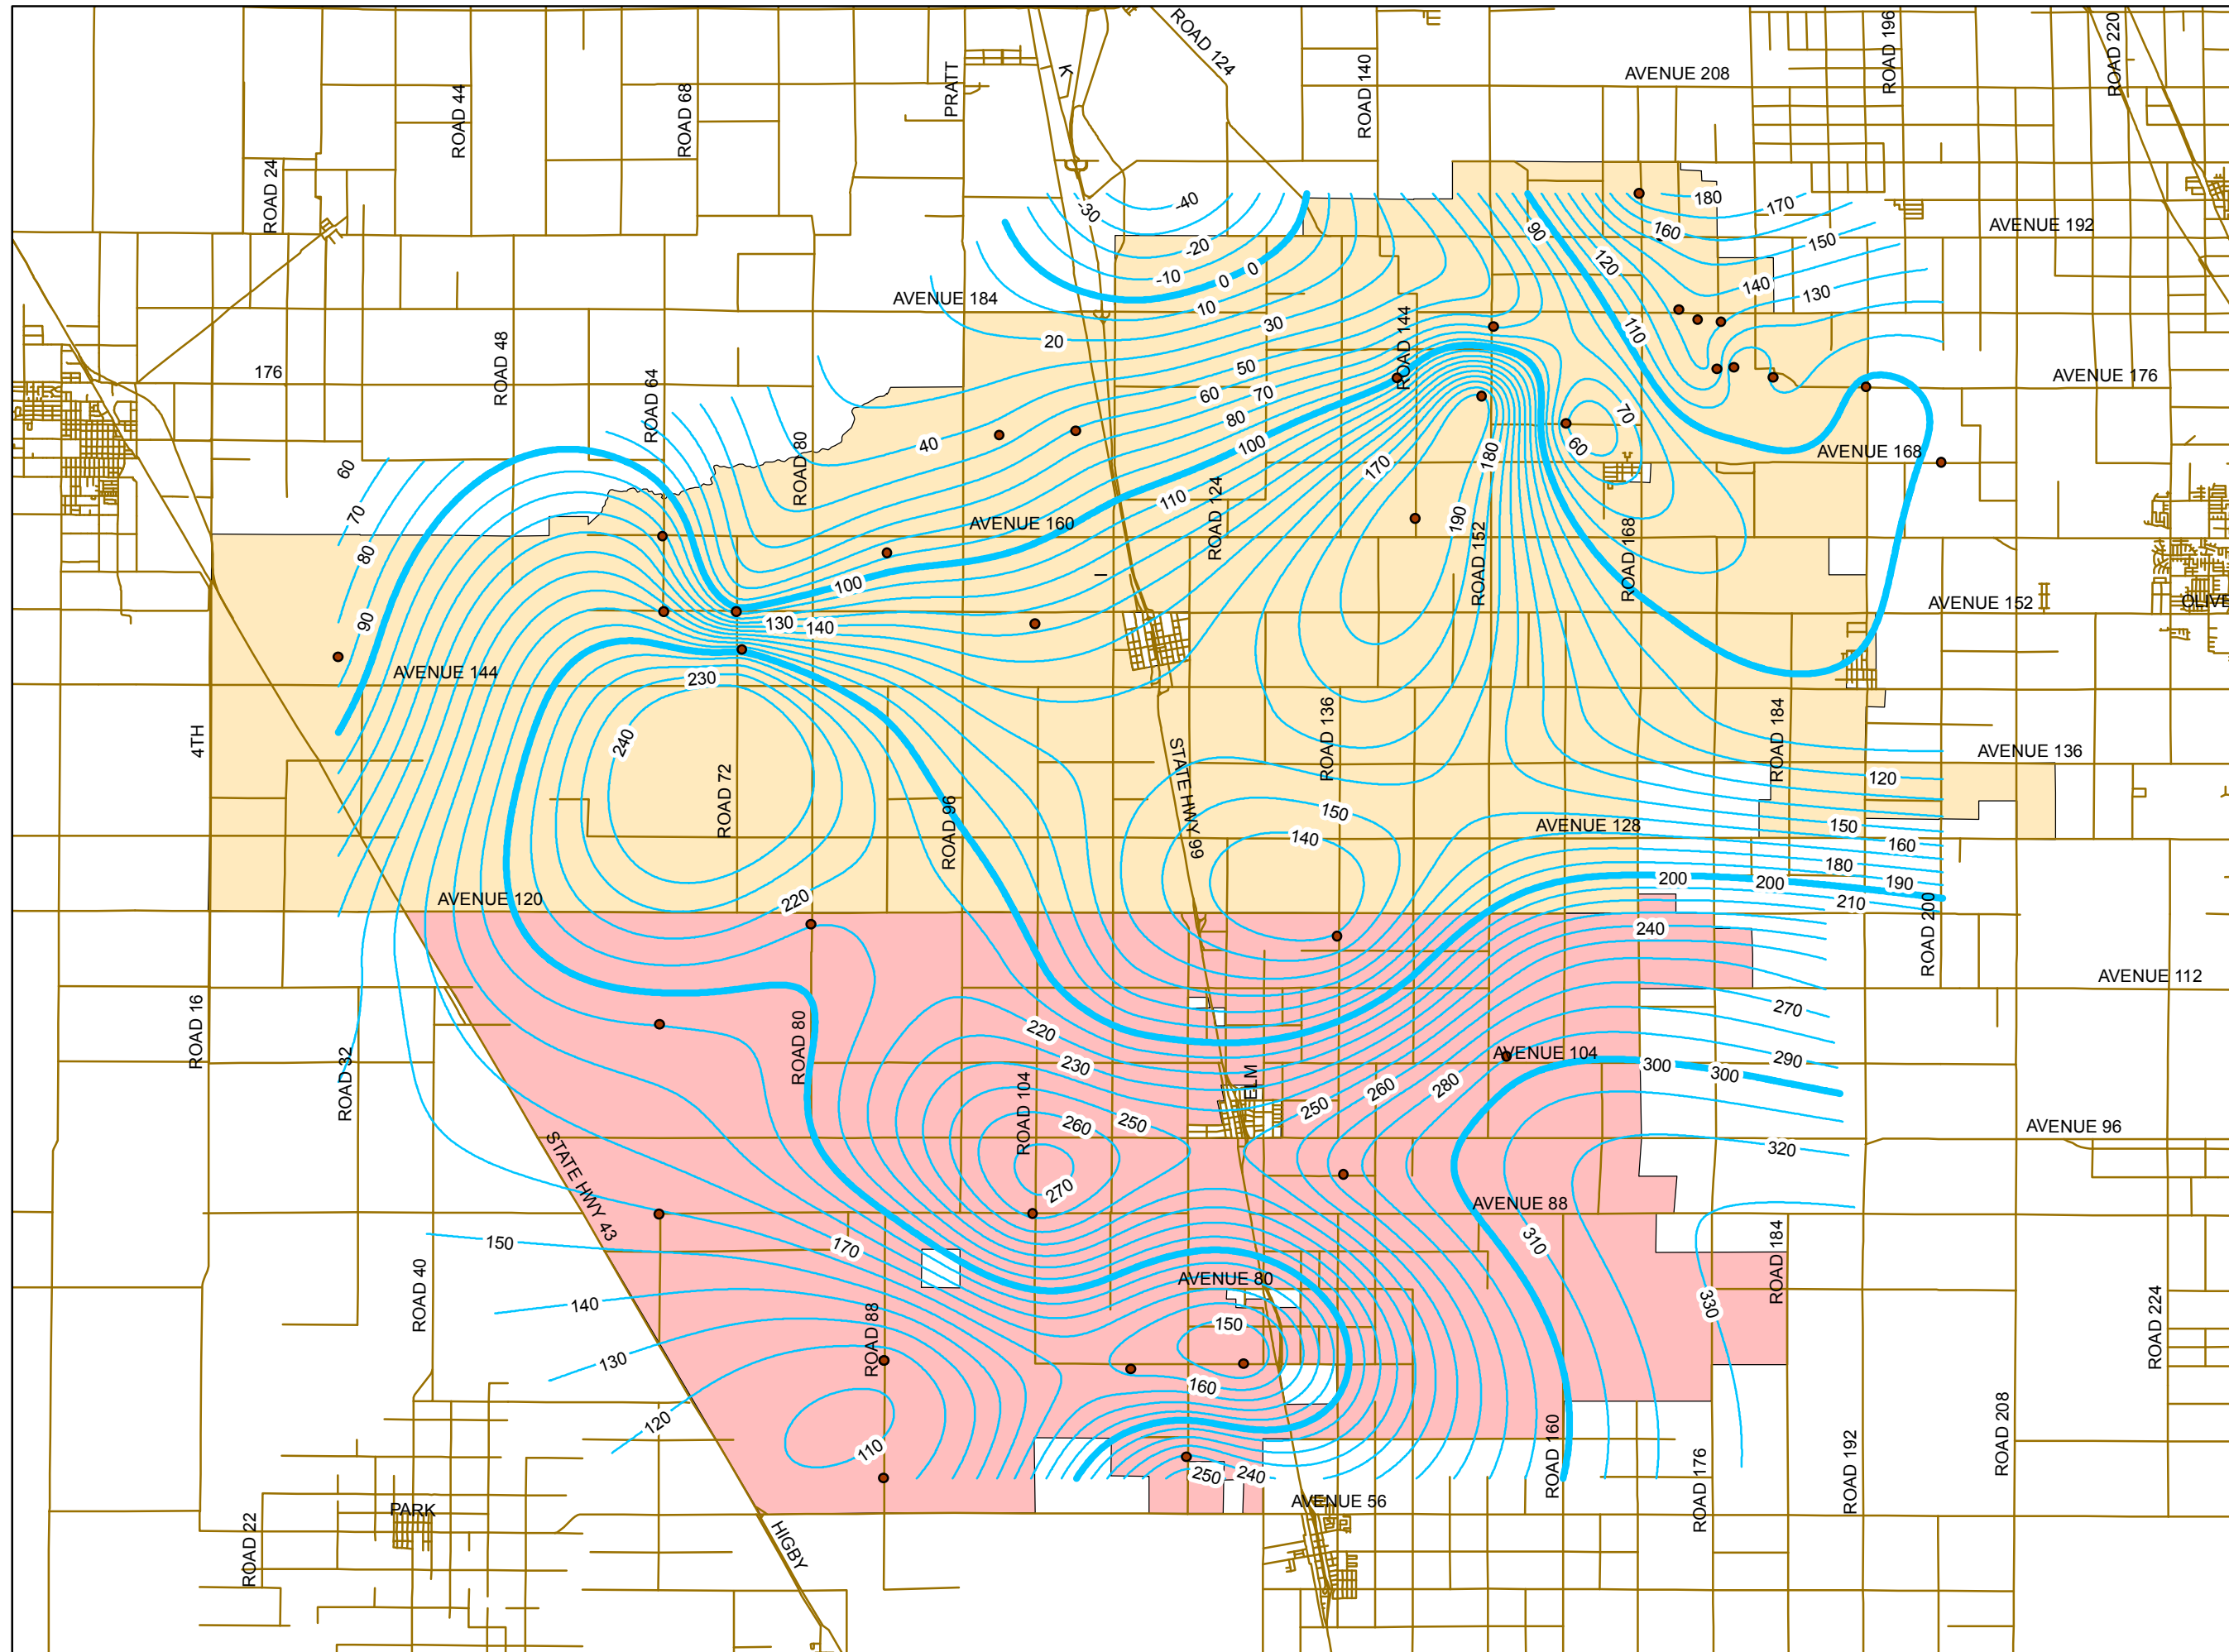 ROAD 124
ROAD 196
ROAD 220
K
PRATT
ROAD 140
AVENUE 208
ROAD 44
ROAD 68
ROAD 24
-40
-30
180
170
160
150
AVENUE 192
90
-20
-10
0
0
120
140
130
AVENUE 184
10
30
20
110
ROAD 144
ROAD 48
176
ROAD 64
50
60
70
80
AVENUE 176
70
60
40
100
ROAD 80
60
170
180
AVENUE 168
110
70
80
AVENUE 160
ROAD 124
190
ROAD 152
ROAD 168
100
90
130
140
AVENUE 152
OLIVE
AVENUE 144
230
240
4TH
ROAD 72
ROAD 136
ROAD 184
AVENUE 136
STATE HWY 99
120
ROAD 96
150
140
AVENUE 128
150
160
180
190
200
200
210
AVENUE 120
220
240
ROAD 200
AVENUE 112
270
ROAD 16
ROAD 32
ROAD 80
220
230
AVENUE 104
290
300
300
ROAD 104
ELM
250
260
280
260
250
AVENUE 96
320
STATE HWY 43
270
AVENUE 88
150
170
310
ROAD 184
ROAD 40
AVENUE 80
140
330
ROAD 224
ROAD 88
150
130
160
120
110
ROAD 160
ROAD 176
ROAD 192
ROAD 208
250
240
AVENUE 56
PARK
ROAD 22
HIGBY